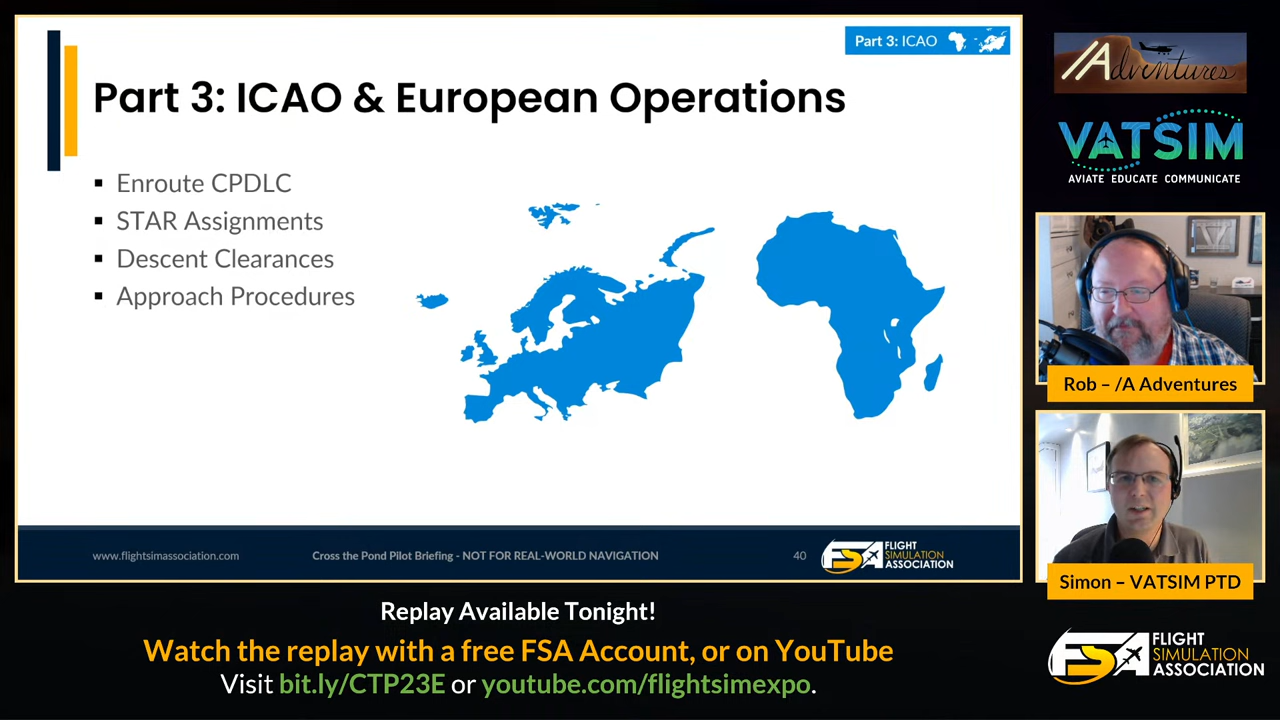 Part 3: ICAO
Part 3: ICAO & European Operations
▪ Enroute CPDLC
▪ STAR Assignments
▪ Descent Clearances
▪ Approach Procedures
www.flightsimassociation.com
Cross the Pond Pilot Briefing - NOT FOR REAL-WORLD NAVIGATION
40
FSA FLIGHT
SIMULATION
ASSOCIATION
/Adventures
VATSIM
AVIATE EDUCATE COMMUNICATE
Rob – /A Adventures
Simon – VATSIM PTD
Replay Available Tonight!
Watch the replay with a free FSA Account, or on YouTube
Visit bit.ly/CTP23E or youtube.com/flightsimexpo.
FSA FLIGHT
SIMULATION
ASSOCIATION